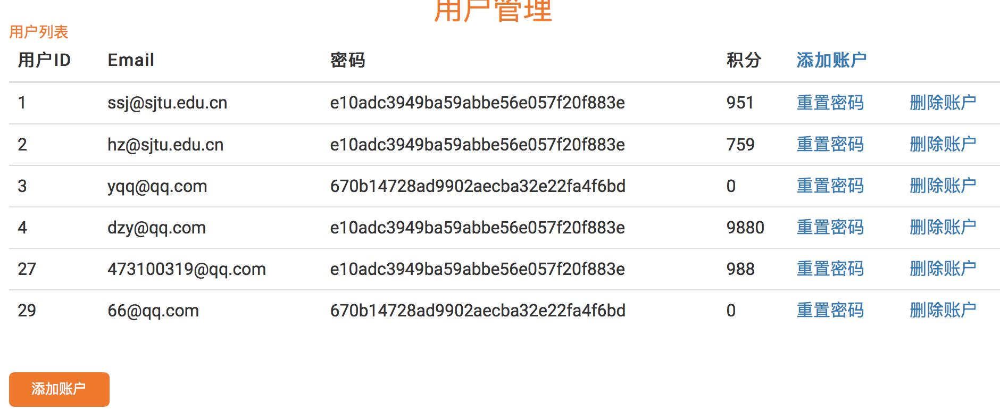 用户管理
用户列表
用户ID Email 密码 积分 添加账户
1 ssj@sjtu.edu.cn e10adc3949ba59abbe56e057f20f883e 951 重置密码 删除账户
2 hz@sjtu.edu.cn e10adc3949ba59abbe56e057f20f883e 759 重置密码 删除账户
3 yqq@qq.com 670b14728ad9902aecba32e22fa4f6bd 0 重置密码 删除账户
4 dzy@qq.com e10adc3949ba59abbe56e057f20f883e 9880 重置密码 删除账户
27 473100319@qq.com e10adc3949ba59abbe56e057f20f883e 988 重置密码 删除账户
29 66@qq.com 670b14728ad9902aecba32e22fa4f6bd 0 重置密码 删除账户
添加账户